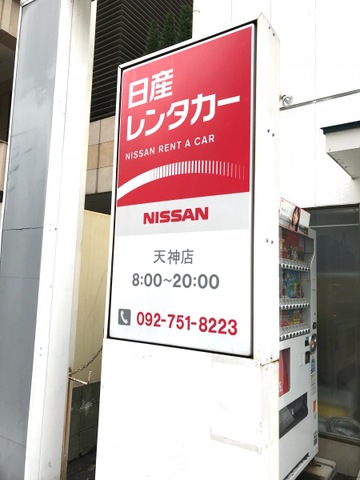 日産
レンタカー
NISSAN RENT A CAR
NISSAN
天神店
8:00~20:00
092-751-8223